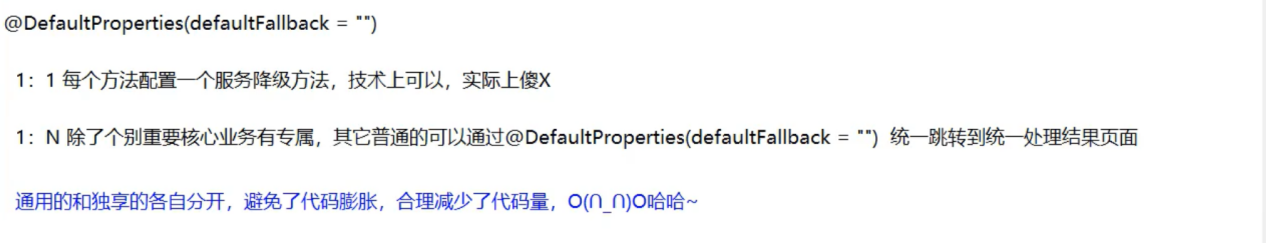 @DefaultProperties(defaultFallback = "")
1：1 每个方法配置一个服务降级方法，技术上可以，实际上傻X
1：N 除了个别重要核心业务有专属，其它普通的可以通过@DefaultProperties(defaultFallback = "")  统一跳转到统一处理结果页面
通用的和独享的各自分开，避免了代码膨胀，合理减少了代码量，O(∩_∩)O哈哈~